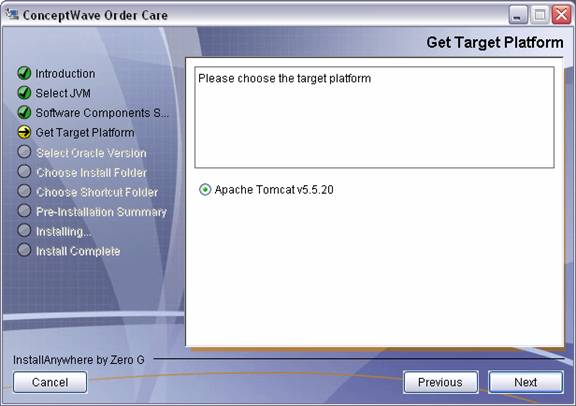 ConceptWave Order Care
Get Target Platform
Introduction
Select JVM
Software Components S...
Get Target Platform
Select Oracle Version
Choose Install Folder
Choose Shortcut Folder
Pre-Installation Summary
Installing...
Install Complete
Please choose the target platform
Apache Tomcat v5.5.20
InstallAnywhere by Zero G
Cancel
Previous
Next